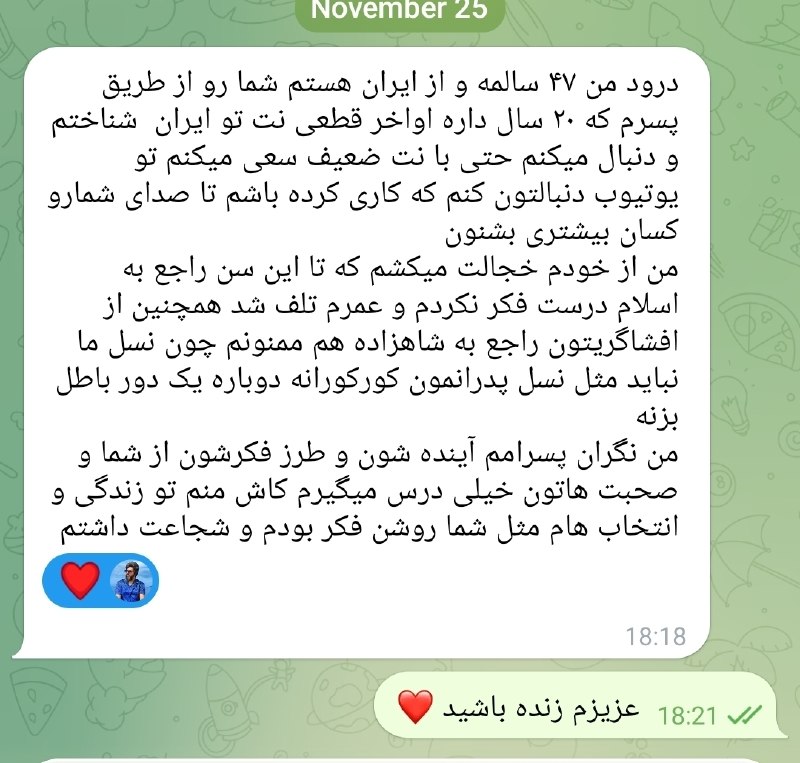 November 25
درود من ۴۷ سالمه و از ایران هستم شما رو از طریق
پسرم که ۲۰ سال داره اواخر قطعی نت تو ایران  شناختم
و دنبال میکنم حتی با نت ضعیف سعی میکنم تو
یوتیوب دنبالتون کنم که کاری کرده باشم تا صدای شمارو
کسان بیشتری بشنون
من از خودم خجالت میکشم که تا این سن راجع به
اسلام درست فکر نکردم و عمرم تلف شد همچنین از
افشاگریتون راجع به شاهزاده هم ممنونم چون نسل ما
نباید مثل نسل پدرانمون کورکورانه دوباره یک دور باطل
بزنه
من نگران پسرامم آینده شون و طرز فکرشون از شما و
صحبت هاتون خیلی درس میگیرم کاش منم تو زندگی و
انتخاب هام مثل شما روشن فکر بودم و شجاعت داشتم
❤️
18:18
عزیزم زنده باشید ❤️
18:21